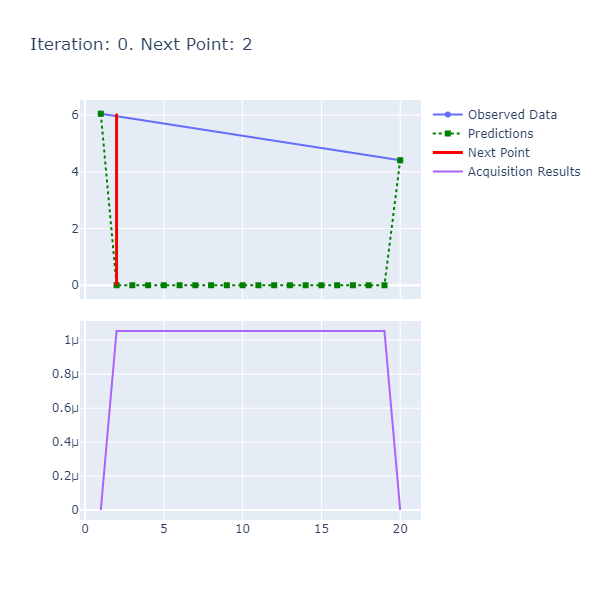 Iteration: 0. Next Point: 2
Observed Data
Predictions
Next Point
Acquisition Results
6
4
2
0
1μ
0.8μ
0.6μ
0.4μ
0.2μ
0
0 5 10 15 20